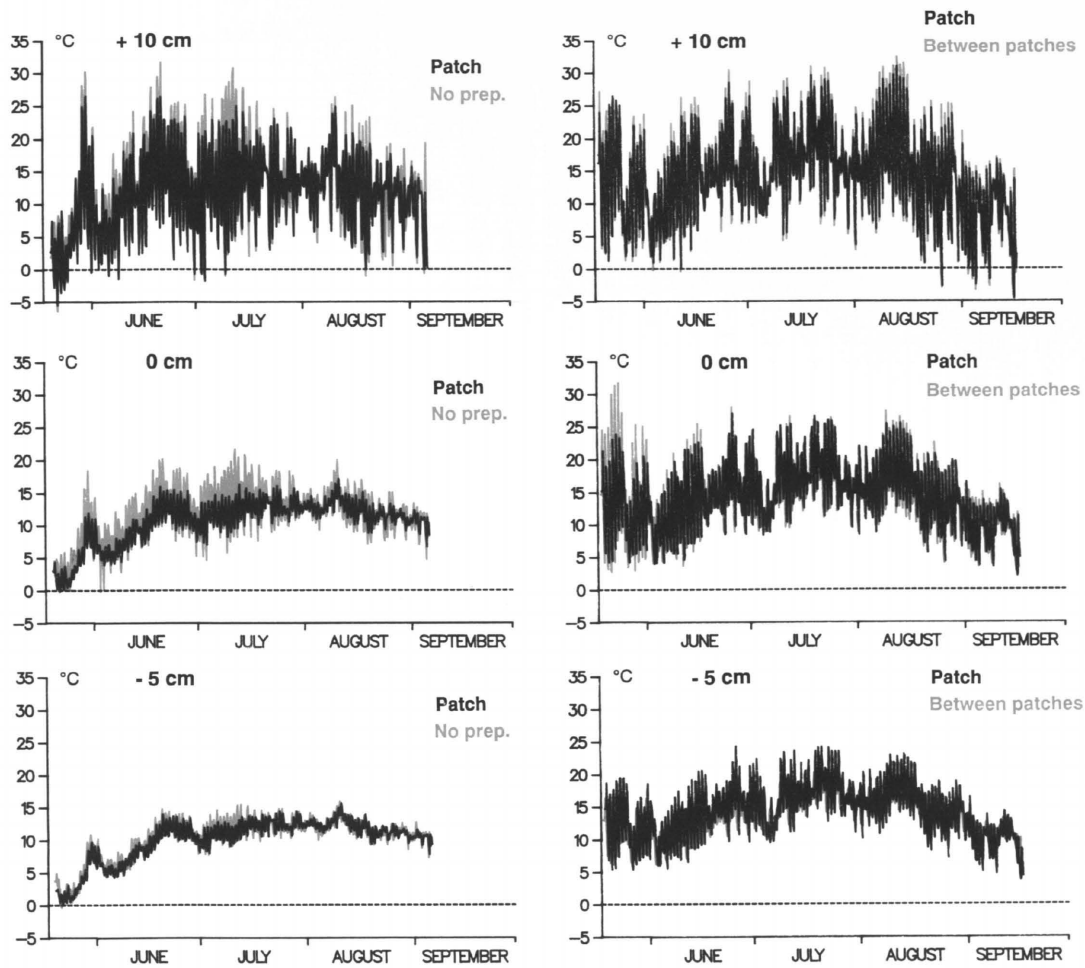 °C + 10 cm
Patch
No prep.
35
30
25
20
15
10
5
0
−5
JUNE JULY AUGUST SEPTEMBER
°C + 10 cm
Patch
Between patches
35
30
25
20
15
10
5
0
−5
JUNE JULY AUGUST SEPTEMBER
°C 0 cm
Patch
No prep.
35
30
25
20
15
10
5
0
−5
JUNE JULY AUGUST SEPTEMBER
°C 0 cm
Patch
Between patches
35
30
25
20
15
10
5
0
−5
JUNE JULY AUGUST SEPTEMBER
°C - 5 cm
Patch
No prep.
35
30
25
20
15
10
5
0
−5
JUNE JULY AUGUST SEPTEMBER
°C - 5 cm
Patch
Between patches
35
30
25
20
15
10
5
0
−5
JUNE JULY AUGUST SEPTEMBER